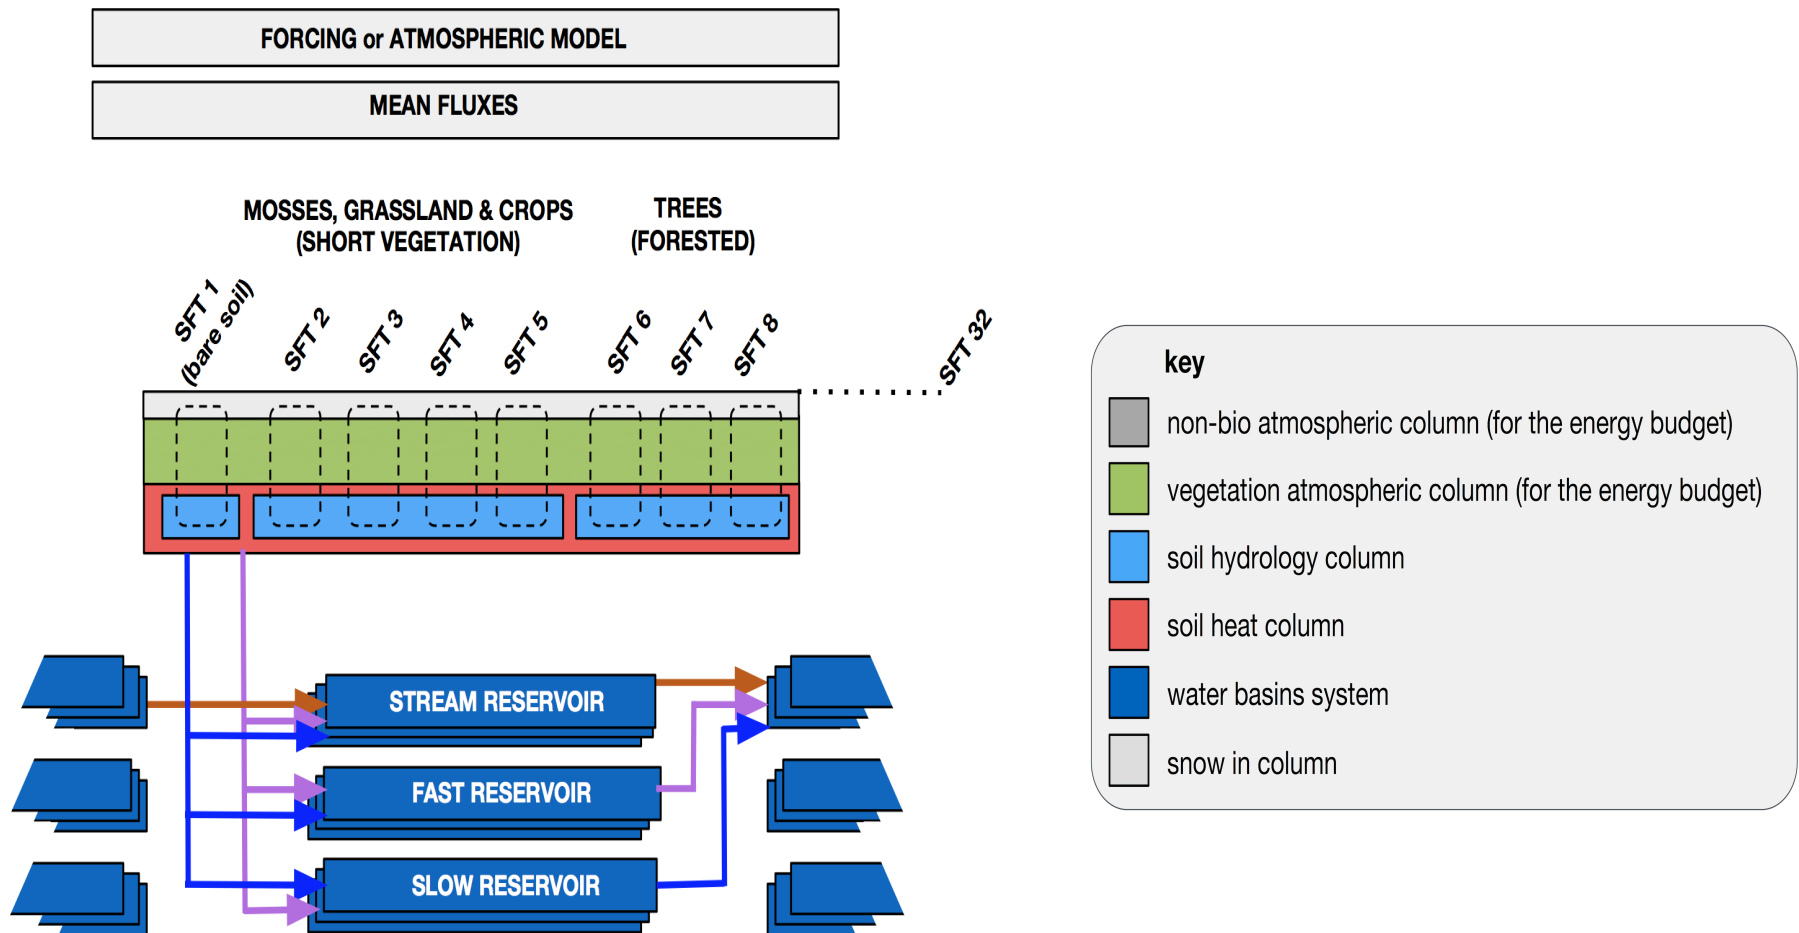 FORCING or ATMOSPHERIC MODEL
MEAN FLUXES
MOSSES, GRASSLAND & CROPS
(SHORT VEGETATION)
TREES
(FORESTED)
SFT 1
(bare soil)
SFT 2
SFT 3
SFT 4
SFT 5
SFT 6
SFT 7
SFT 8
SFT 32
STREAM RESERVOIR
FAST RESERVOIR
SLOW RESERVOIR
key
non-bio atmospheric column (for the energy budget)
vegetation atmospheric column (for the energy budget)
soil hydrology column
soil heat column
water basins system
snow in column